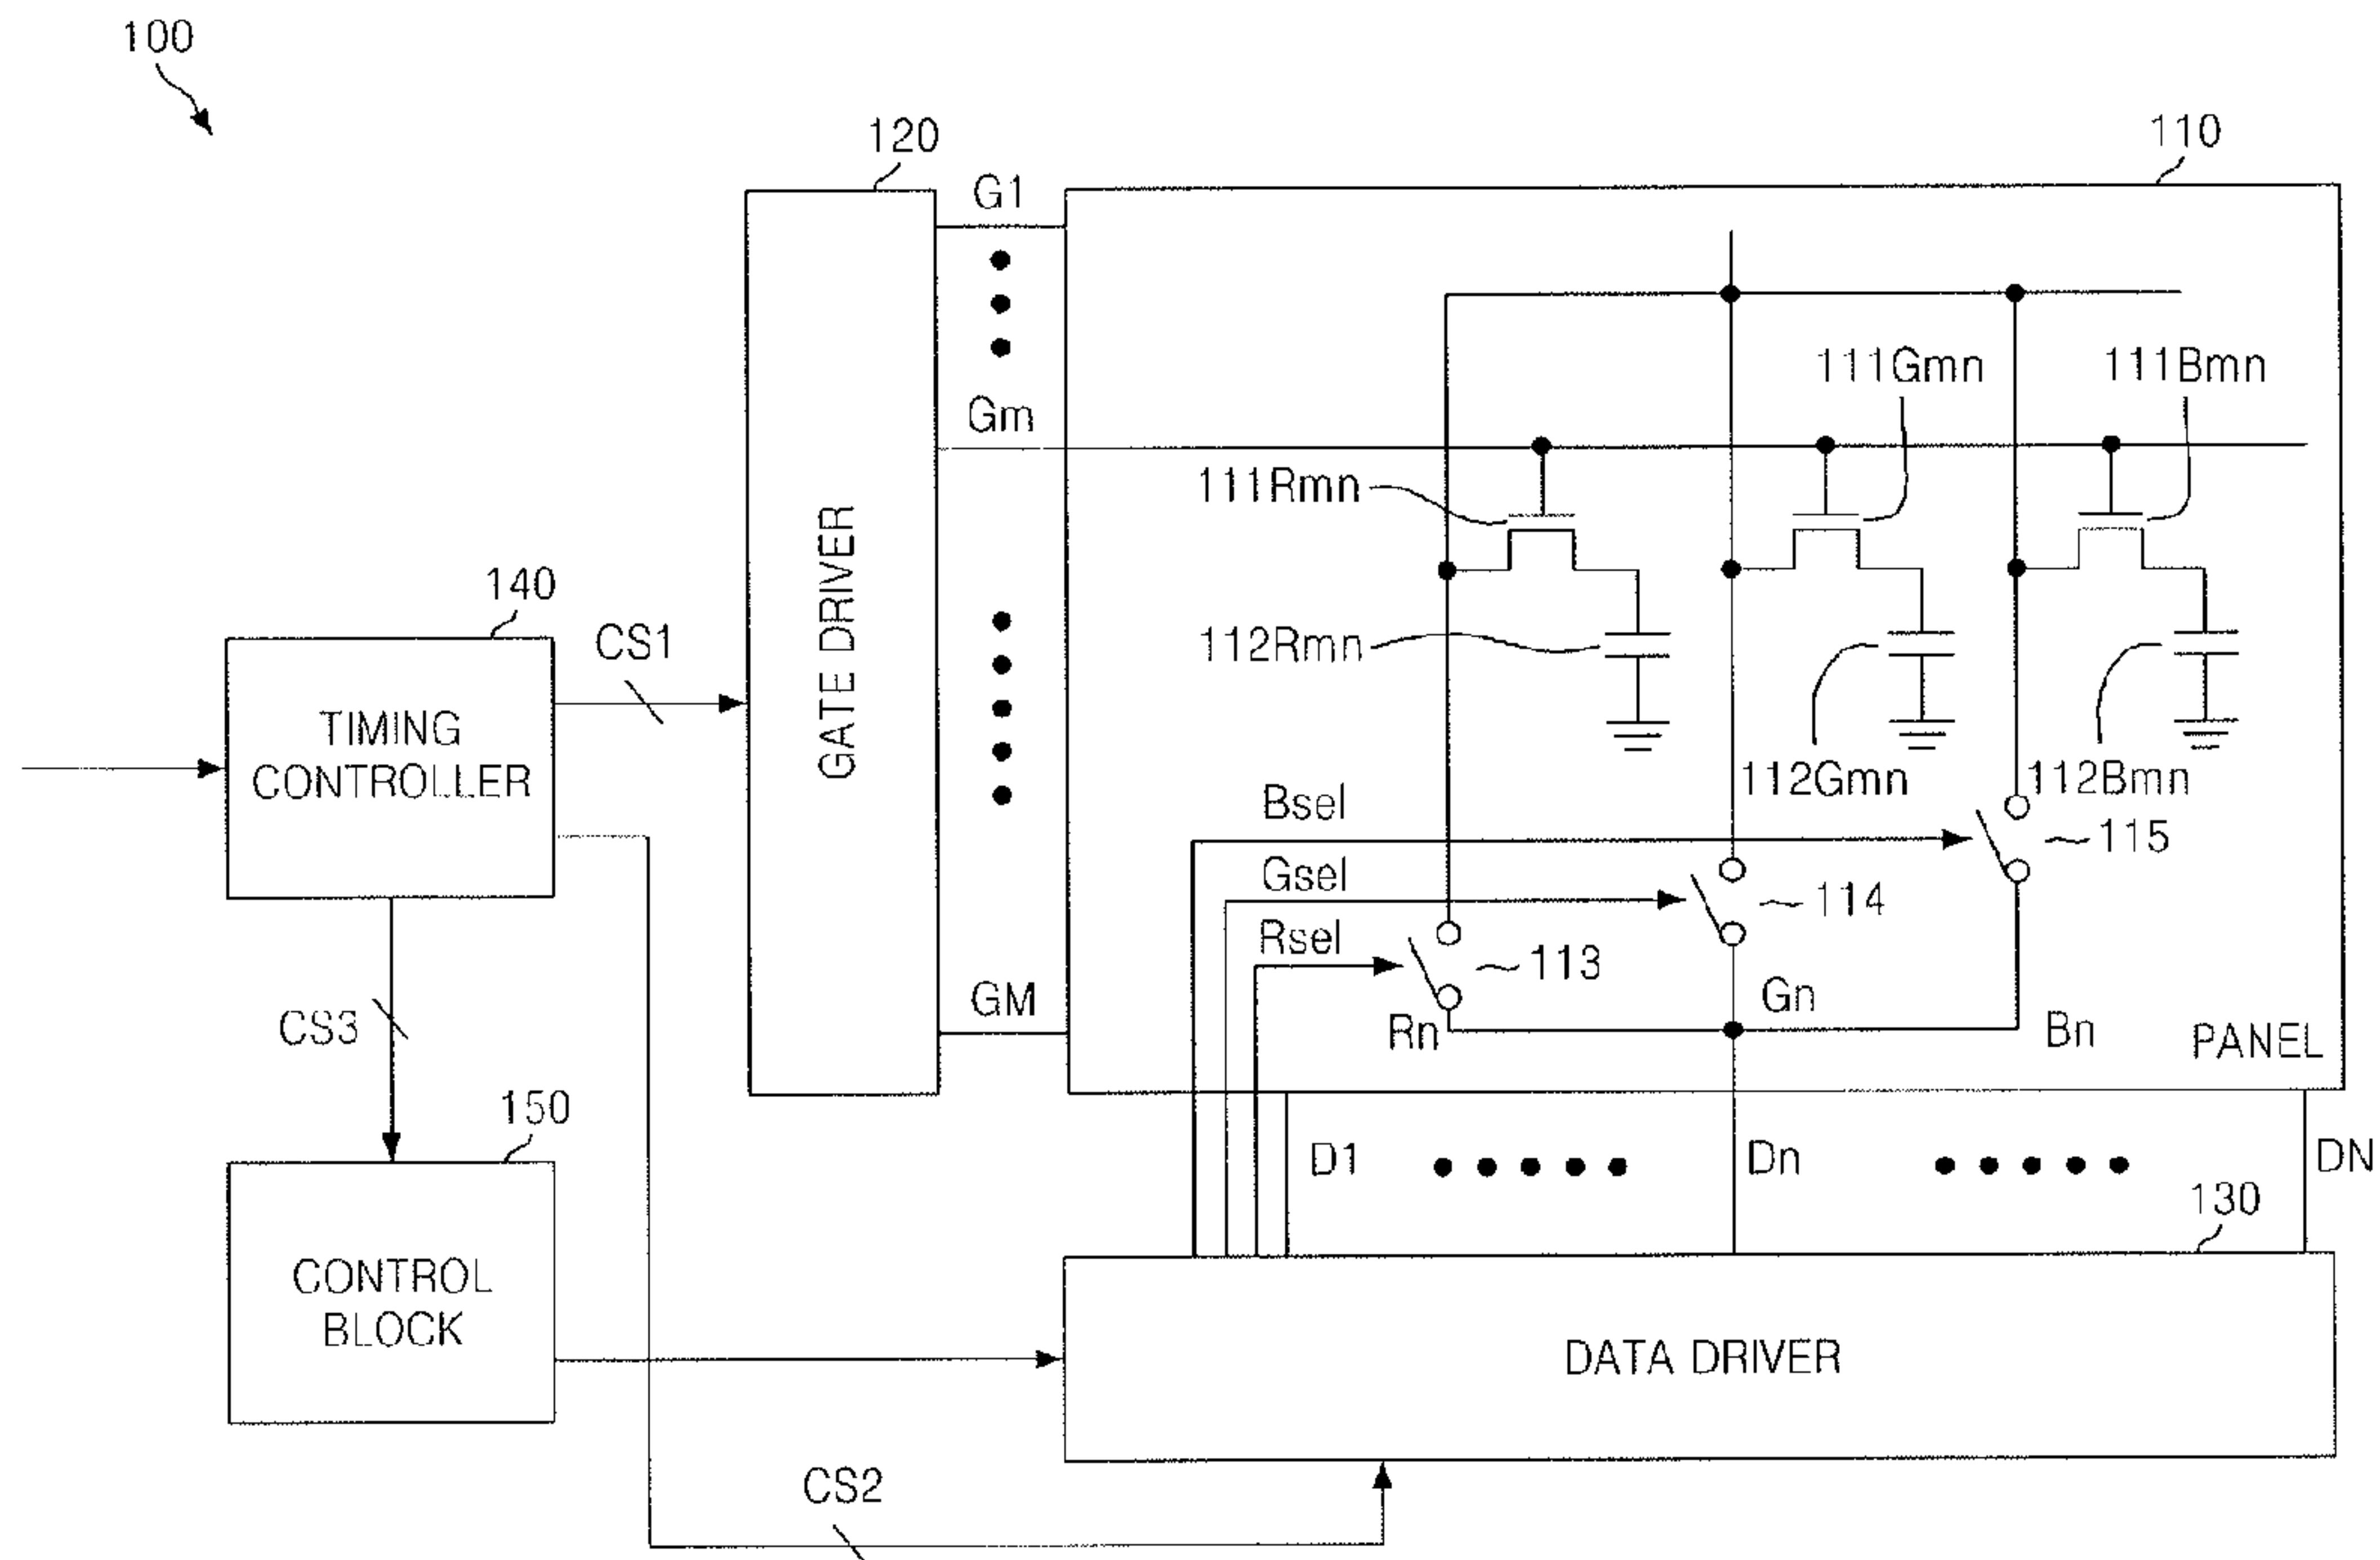 100
120
110
G1
Gm
111Gmn
111Bmn
111Rmn
140
CS1
GATE DRIVER
112Rmn
TIMING
CONTROLLER
112Gmn
112Bmn
Bsel
115
Gsel
114
Rsel
113
GM
Gn
CS3
Rn
Bn
PANEL
150
D1
Dn
DN
130
CONTROL
BLOCK
DATA DRIVER
CS2